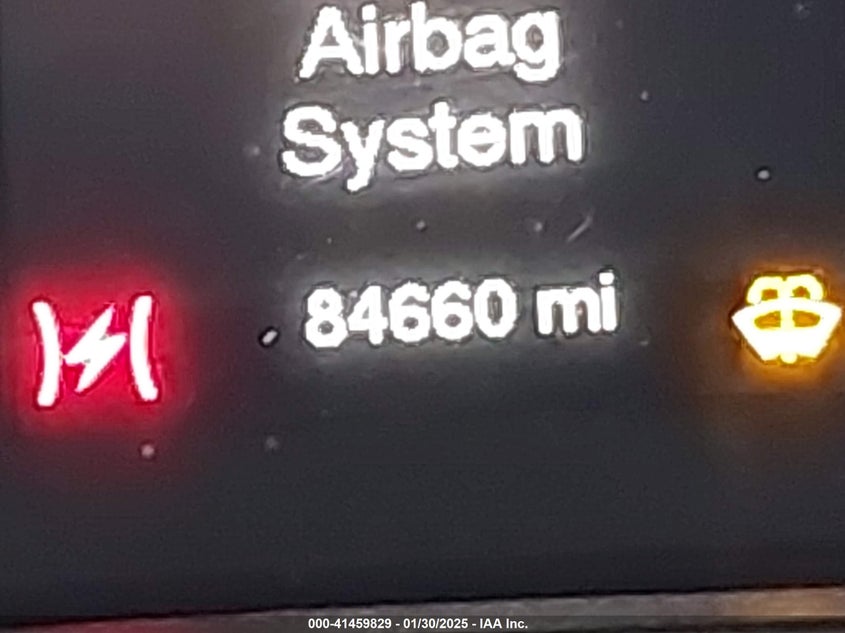 Airbag
System
84660 mi
000-41459829 - 01/30/2025 - IAA Inc.